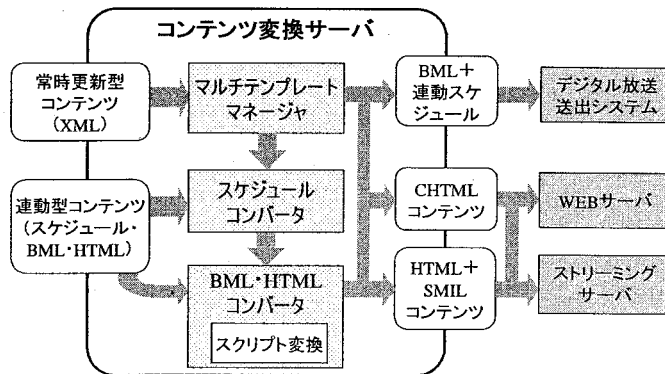 コンテンツ変換サーバ
常時更新型
コンテンツ
(XML)
マルチテンプレート
マネージャ
BML+
連動スケ
ジュール
デジタル放送
送出システム
連動型コンテンツ
(スケジュール・
BML・HTML)
スケジュール
コンバータ
CHTML
コンテンツ
WEBサーバ
BML・HTML
コンバータ
スクリプト変換
HTML+
SMIL
コンテンツ
ストリーミング
サーバ